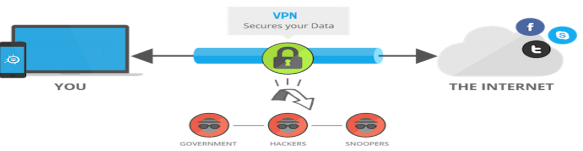 VPN
Secures your Data
YOU
THE INTERNET
GOVERNMENT
HACKERS
SNOOPERS